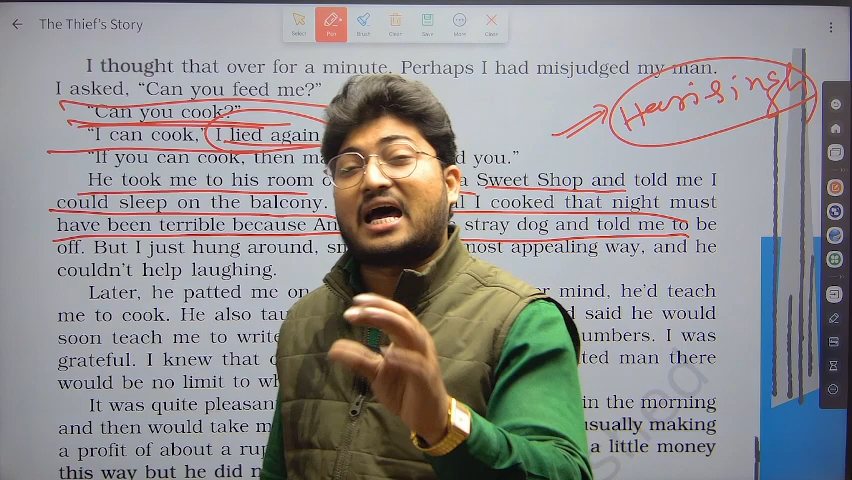 The Thief's Story
Select Pen Brush Clear Save More Close
I thought that over for a minute. Perhaps I had misjudged my man.
I asked, "Can you feed me?"
Hari singh
"Can you cook?"
"I can cook," I lied again
"If you can cook, then ma d you."
He took me to his room o a Sweet Shop and told me I
could sleep on the balcony. l I cooked that night must
have been terrible because An stray dog and told me to be
off. But I just hung around, sm most appealing way, and he
couldn't help laughing.
Later, he patted me on er mind, he'd teach
me to cook. He also tau d said he would
soon teach me to write umbers. I was
grateful. I knew that o ted man there
would be no limit to wh
It was quite pleasan in the morning
and then would take m usually making
a profit of about a rup a little money
this way but he did n